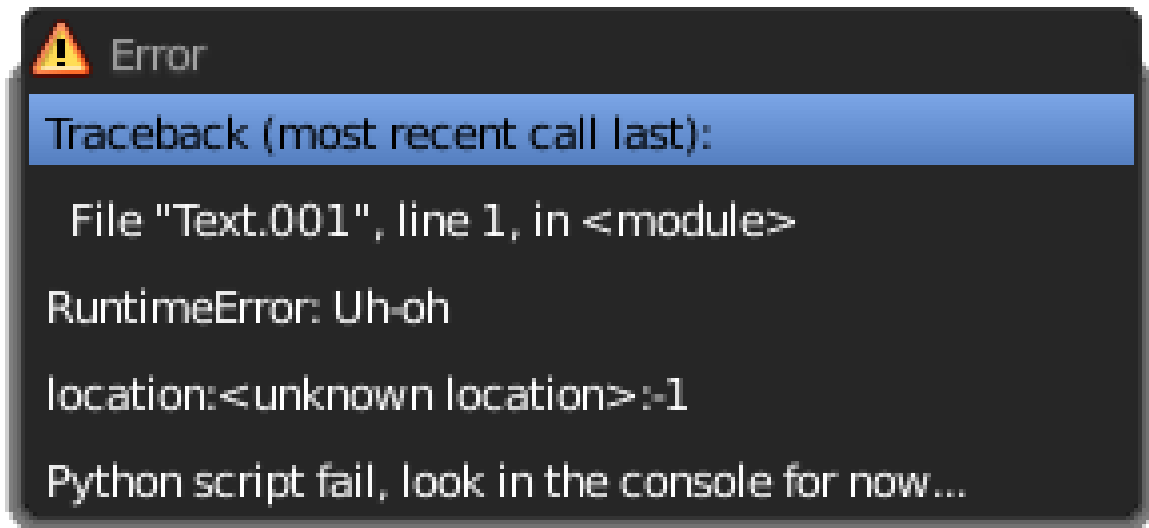 Error
Traceback (most recent call last):
File "Text.001", line 1, in <module>
RuntimeError: Uh-oh
location:<unknown location>:-1
Python script fail, look in the console for now...